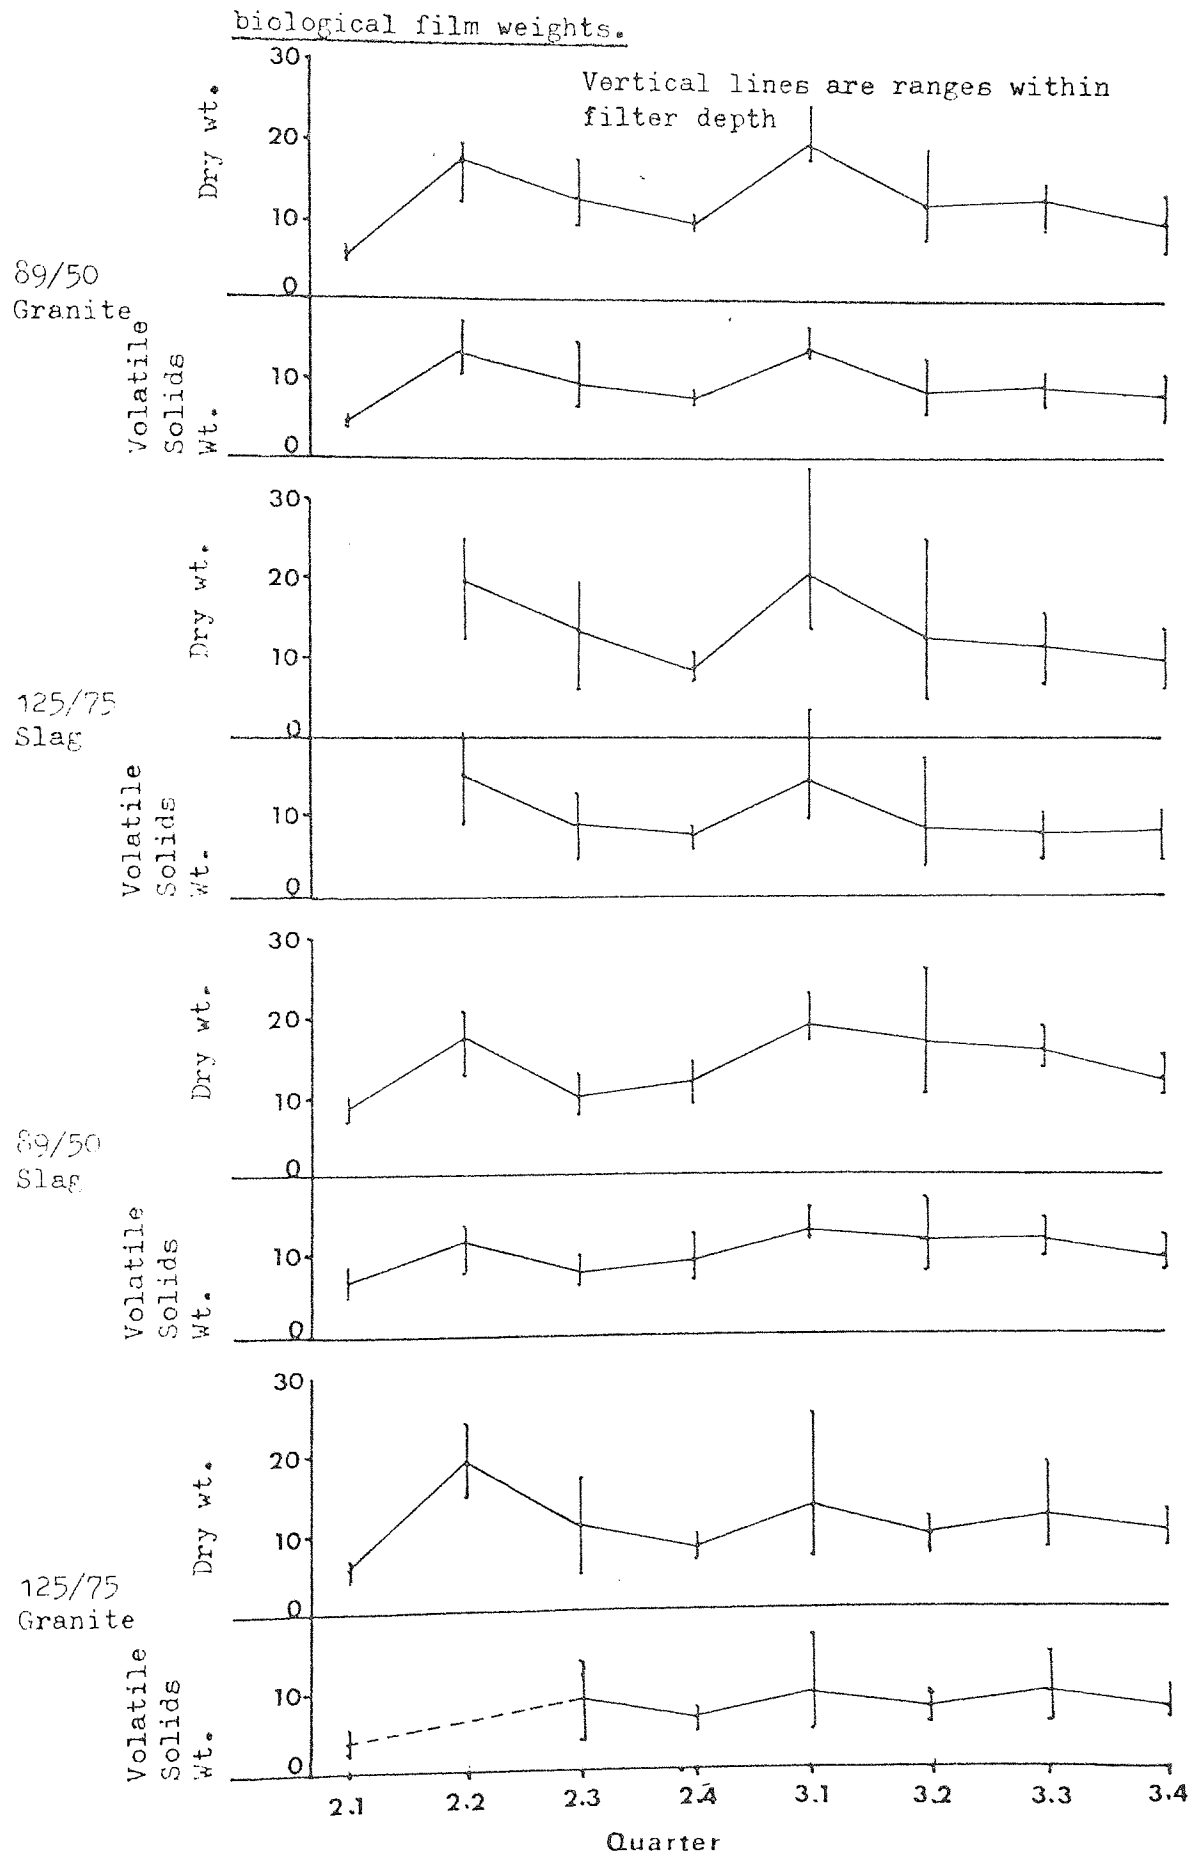 biological film weights.
Vertical lines are ranges within
filter depth
30
20
10
0
Dry wt.
89/50
Granite
10
0
Volatile
Solids
Wt.
30
20
10
0
Dry wt.
125/75
Slag
10
0
Volatile
Solids
Wt.
30
20
10
0
Dry wt.
89/50
Slag
10
0
Volatile
Solids
Wt.
30
20
10
0
Dry wt.
125/75
Granite
10
0
Volatile
Solids
Wt.
2.1 2.2 2.3 2.4 3.1 3.2 3.3 3.4
Quarter